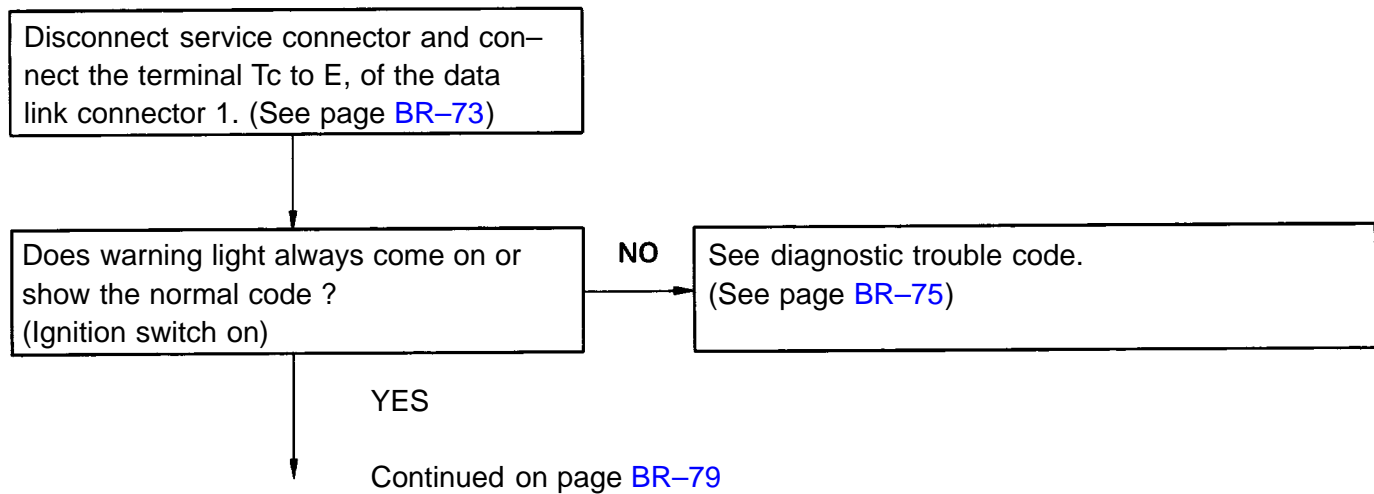 Disconnect service connector and con–
nect the terminal Tc to E, of the data
link connector 1. (See page BR–73)
Does warning light always come on or
show the normal code ?
(Ignition switch on)
NO
See diagnostic trouble code.
(See page BR–75)
YES
Continued on page BR–79